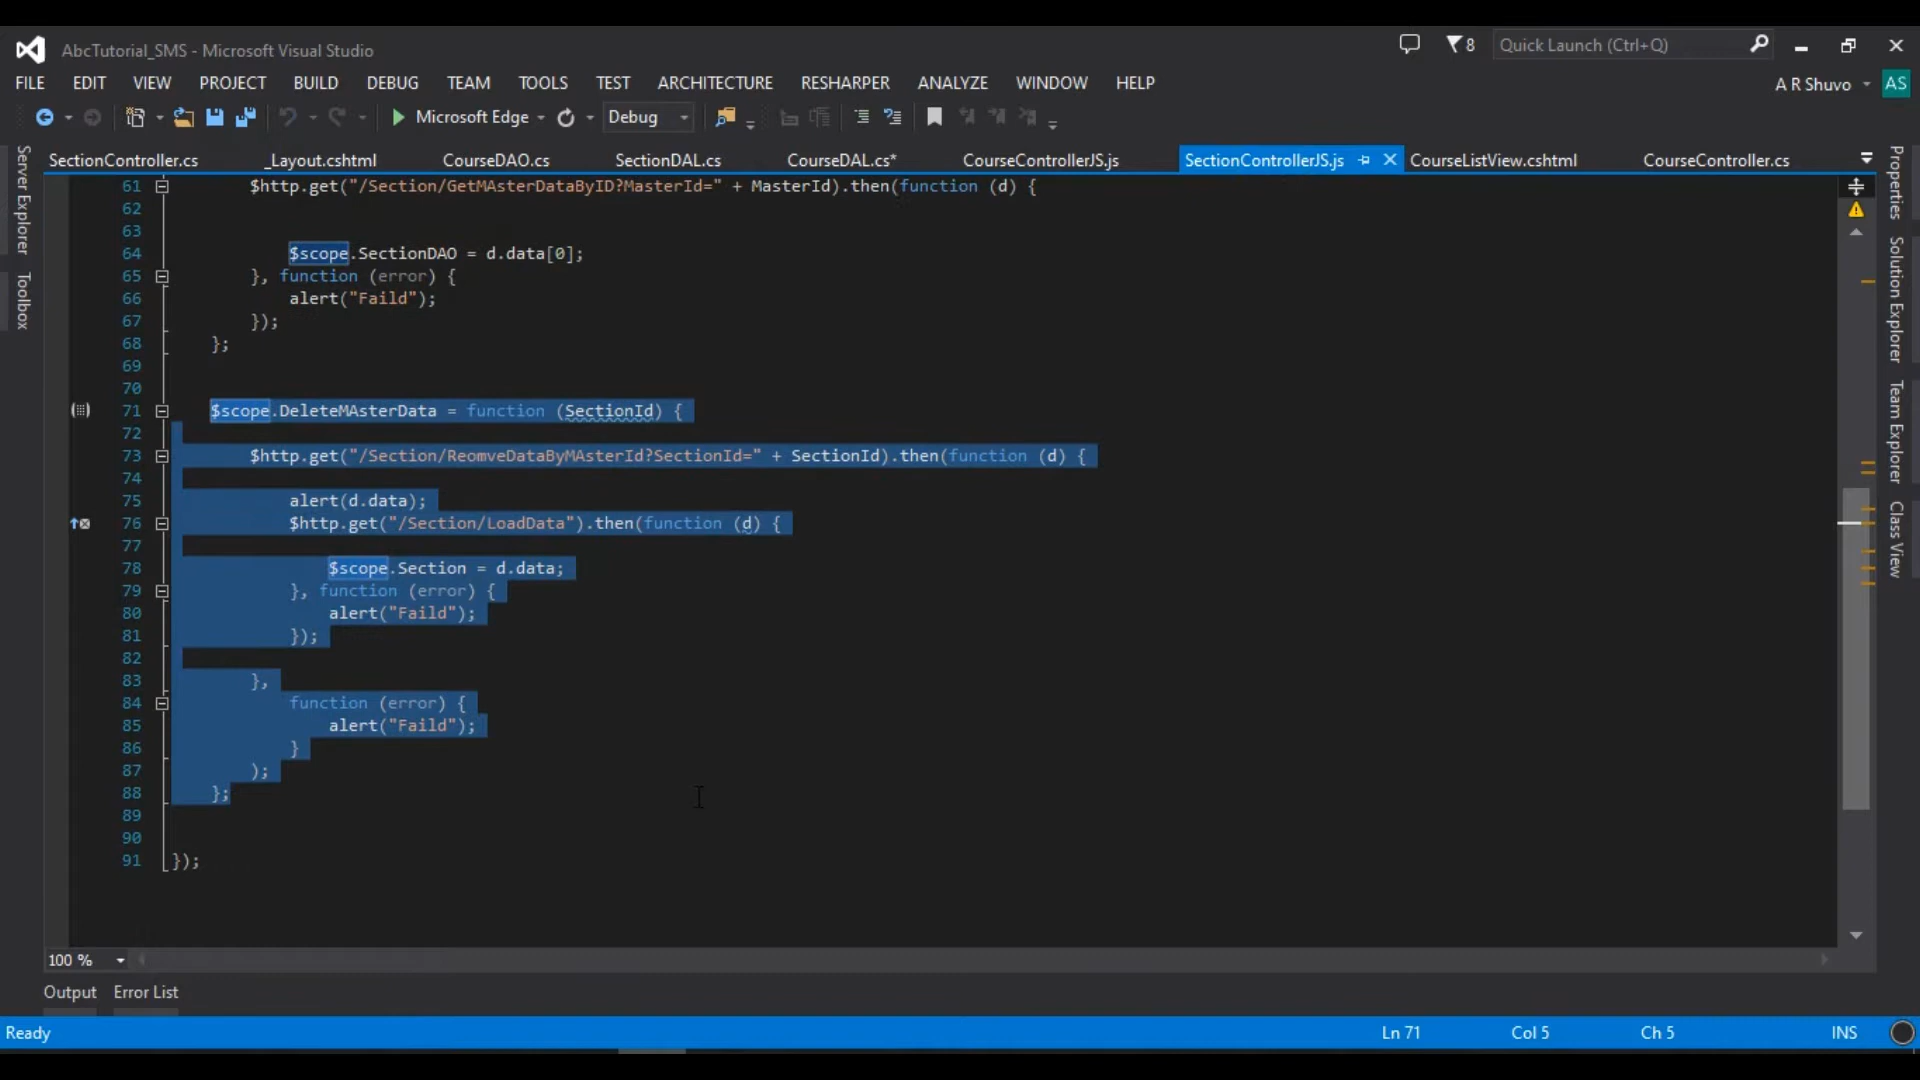 AbcTutorial_SMS - Microsoft Visual Studio
8
Quick Launch (Ctrl+Q)
FILE EDIT VIEW PROJECT BUILD DEBUG TEAM TOOLS TEST ARCHITECTURE RESHARPER ANALYZE WINDOW HELP
A R Shuvo AS
Microsoft Edge Debug
SectionController.cs _Layout.cshtml CourseDAO.cs SectionDAL.cs CourseDAL.cs* CourseControllerJS.js SectionControllerJS.js CourseListView.cshtml CourseController.cs
Server Explorer
Toolbox
61 $http.get("/Section/GetMAsterDataByID?MasterId=" + MasterId).then(function (d) {
62
63
64 $scope.SectionDAO = d.data[0];
65 }, function (error) {
66 alert("Faild");
67 });
68 };
69
70
71 $scope.DeleteMAsterData = function (SectionId) {
72
73 $http.get("/Section/ReomveDataByMAsterId?SectionId=" + SectionId).then(function (d) {
74
75 alert(d.data);
76 $http.get("/Section/LoadData").then(function (d) {
77
78 $scope.Section = d.data;
79 }, function (error) {
80 alert("Faild");
81 });
82
83 },
84 function (error) {
85 alert("Faild");
86 }
87 );
88 };
89
90
91 });
Properties
Solution Explorer
Team Explorer
Class View
100 %
Output Error List
Ready Ln 71 Col 5 Ch 5 INS